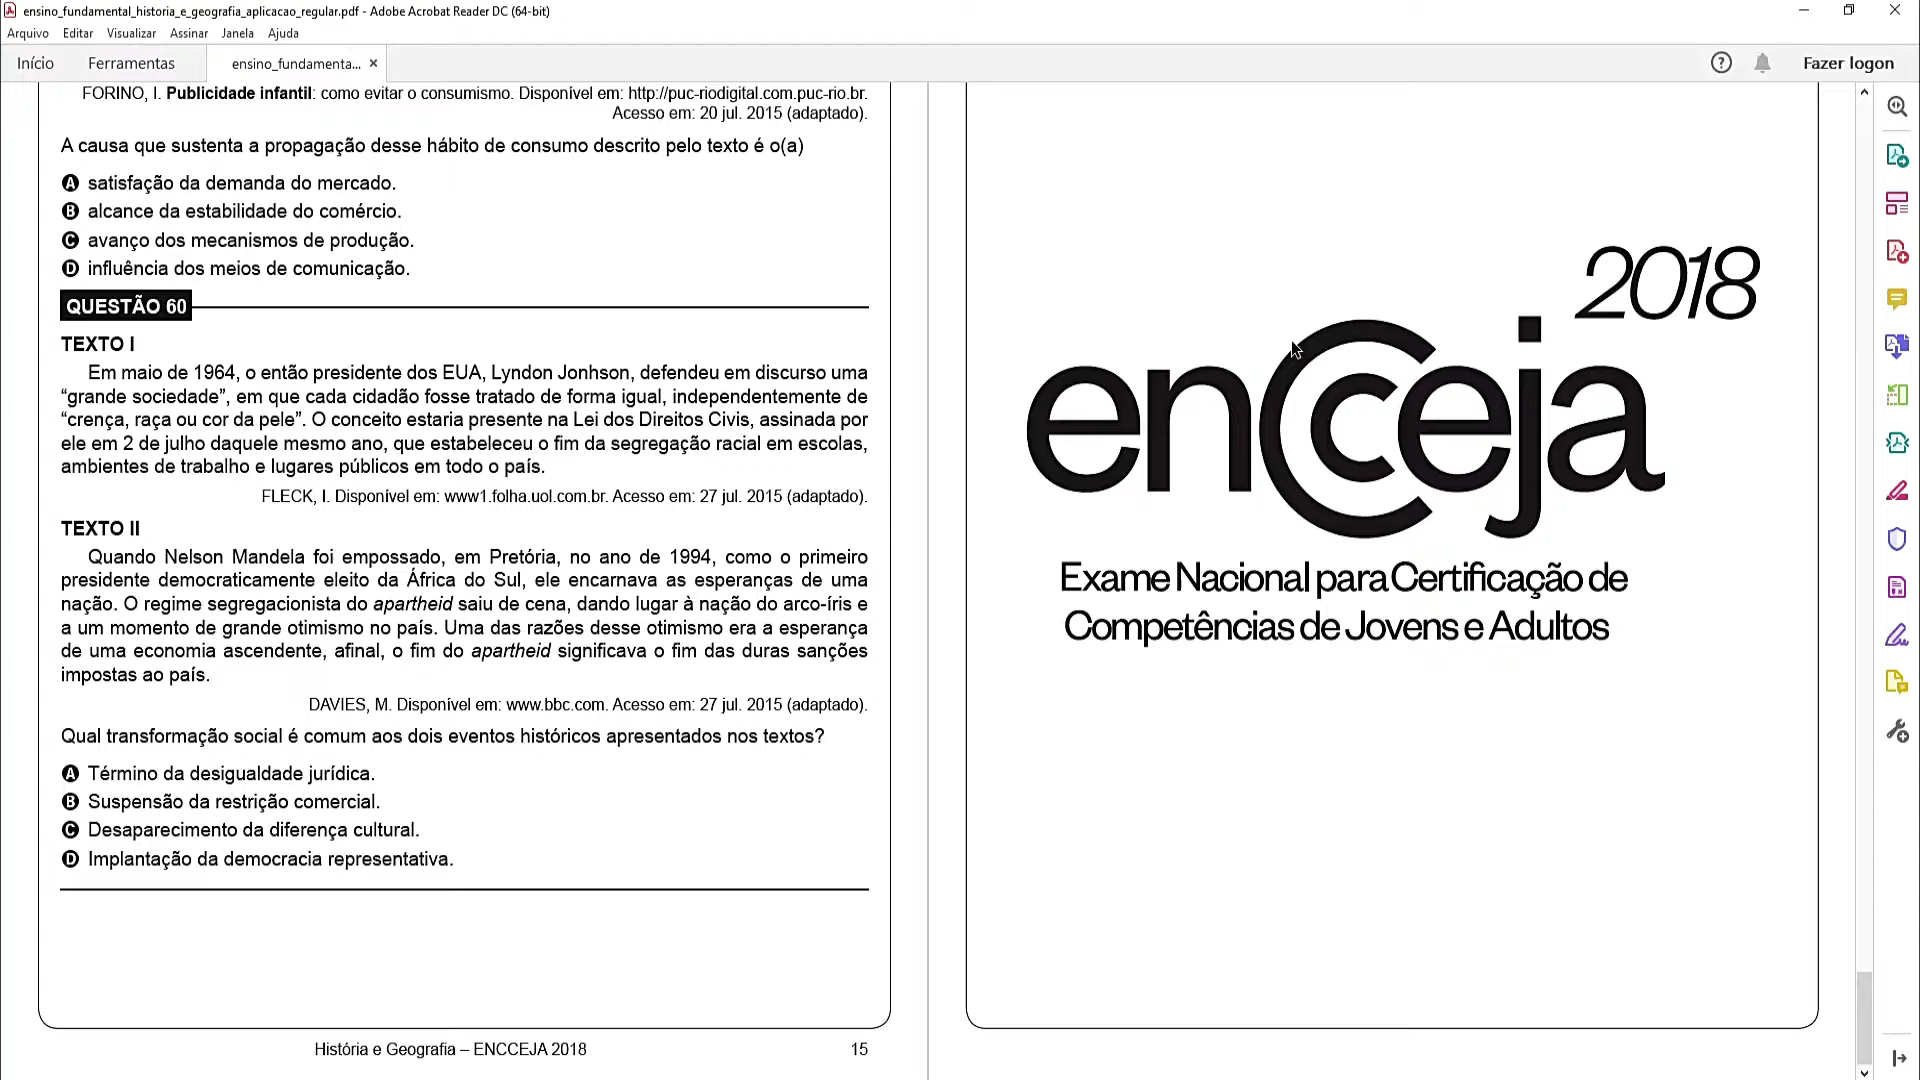 ensino_fundamental_historia_e_geografia_aplicacao_regular.pdf - Adobe Acrobat Reader DC (64-bit)
Arquivo Editar Visualizar Assinar Janela Ajuda
Início Ferramentas ensino_fundamenta... × Fazer logon
FORINO, I. Publicidade infantil: como evitar o consumismo. Disponível em: http://puc-riodigital.com.puc-rio.br.
Acesso em: 20 jul. 2015 (adaptado).
A causa que sustenta a propagação desse hábito de consumo descrito pelo texto é o(a)
A satisfação da demanda do mercado.
B alcance da estabilidade do comércio.
C avanço dos mecanismos de produção.
D influência dos meios de comunicação.
QUESTÃO 60
TEXTO I
Em maio de 1964, o então presidente dos EUA, Lyndon Jonhson, defendeu em discurso uma
“grande sociedade”, em que cada cidadão fosse tratado de forma igual, independentemente de
“crença, raça ou cor da pele”. O conceito estaria presente na Lei dos Direitos Civis, assinada por
ele em 2 de julho daquele mesmo ano, que estabeleceu o fim da segregação racial em escolas,
ambientes de trabalho e lugares públicos em todo o país.
FLECK, I. Disponível em: www1.folha.uol.com.br. Acesso em: 27 jul. 2015 (adaptado).
TEXTO II
Quando Nelson Mandela foi empossado, em Pretória, no ano de 1994, como o primeiro
presidente democraticamente eleito da África do Sul, ele encarnava as esperanças de uma
nação. O regime segregacionista do apartheid saiu de cena, dando lugar à nação do arco-íris e
a um momento de grande otimismo no país. Uma das razões desse otimismo era a esperança
de uma economia ascendente, afinal, o fim do apartheid significava o fim das duras sanções
impostas ao país.
DAVIES, M. Disponível em: www.bbc.com. Acesso em: 27 jul. 2015 (adaptado).
Qual transformação social é comum aos dois eventos históricos apresentados nos textos?
A Término da desigualdade jurídica.
B Suspensão da restrição comercial.
C Desaparecimento da diferença cultural.
D Implantação da democracia representativa.
História e Geografia – ENCCEJA 2018 15
2018
encceja
Exame Nacional para Certificação de
Competências de Jovens e Adultos